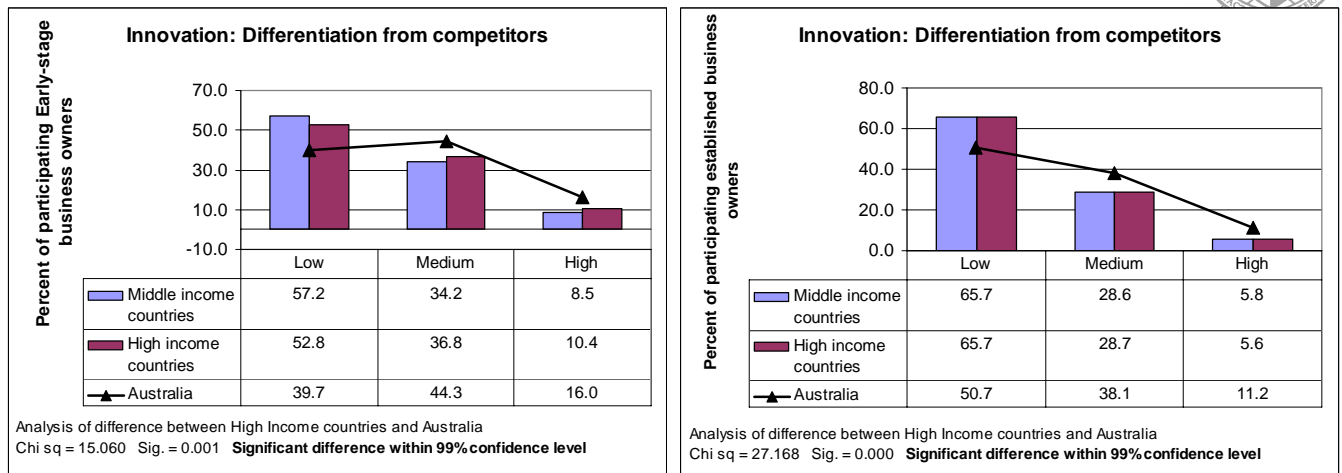 Innovation: Differentiation from competitors
Percent of participating Early-stage
business owners
70.0
50.0
30.0
10.0
-10.0
Low Medium High
Middle income
countries
57.2 34.2 8.5
High income
countries
52.8 36.8 10.4
Australia 39.7 44.3 16.0
Analysis of difference between High Income countries and Australia
Chi sq = 15.060 Sig. = 0.001 Significant difference within 99% confidence level
Innovation: Differentiation from competitors
Percent of participating established business
owners
80.0
60.0
40.0
20.0
0.0
Low Medium High
Middle income
countries
65.7 28.6 5.8
High income
countries
65.7 28.7 5.6
Australia 50.7 38.1 11.2
Analysis of difference between High Income countries and Australia
Chi sq = 27.168 Sig. = 0.000 Significant difference within 99% confidence level